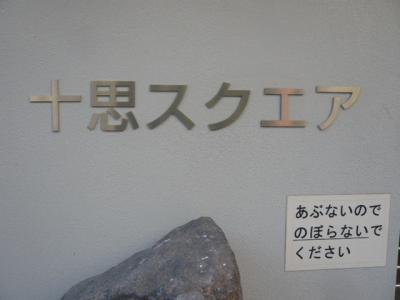 十思スクエア
あぶないので
のぼらないで
ください